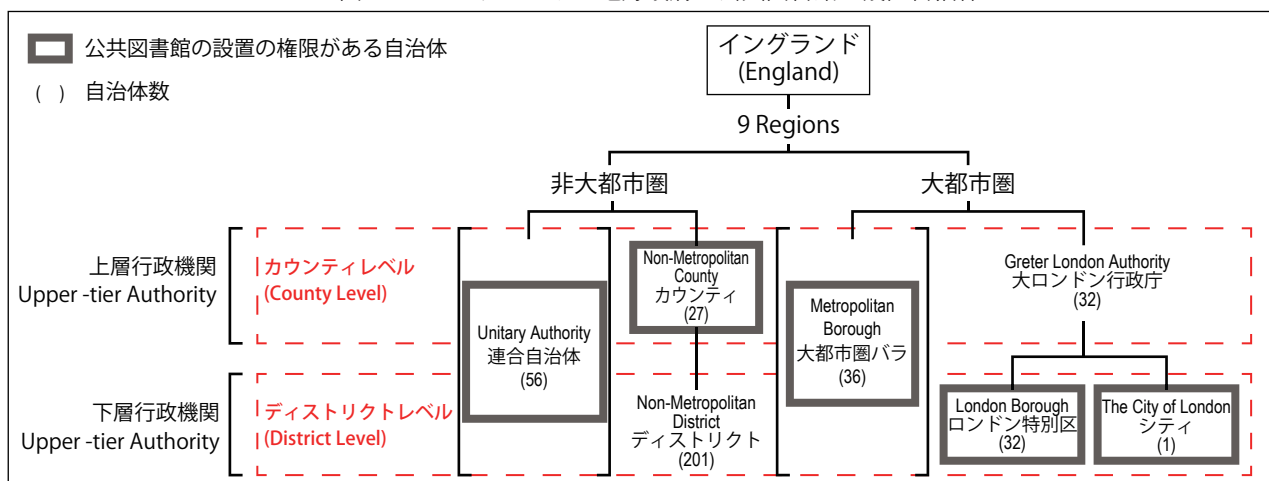 公共図書館の設置の権限がある自治体
( ) 自治体数
イングランド
(England)
9 Regions
非大都市圏
大都市圏
上層行政機関
Upper -tier Authority
カウンティレベル
(County Level)
Unitary Authority
連合自治体
(56)
Non-Metropolitan
County
カウンティ
(27)
Metropolitan
Borough
大都市圏バラ
(36)
Greter London Authority
大ロンドン行政庁
(32)
下層行政機関
Upper -tier Authority
ディストリクトレベル
(District Level)
Non-Metropolitan
District
ディストリクト
(201)
London Borough
ロンドン特別区
(32)
The City of London
シティ
(1)